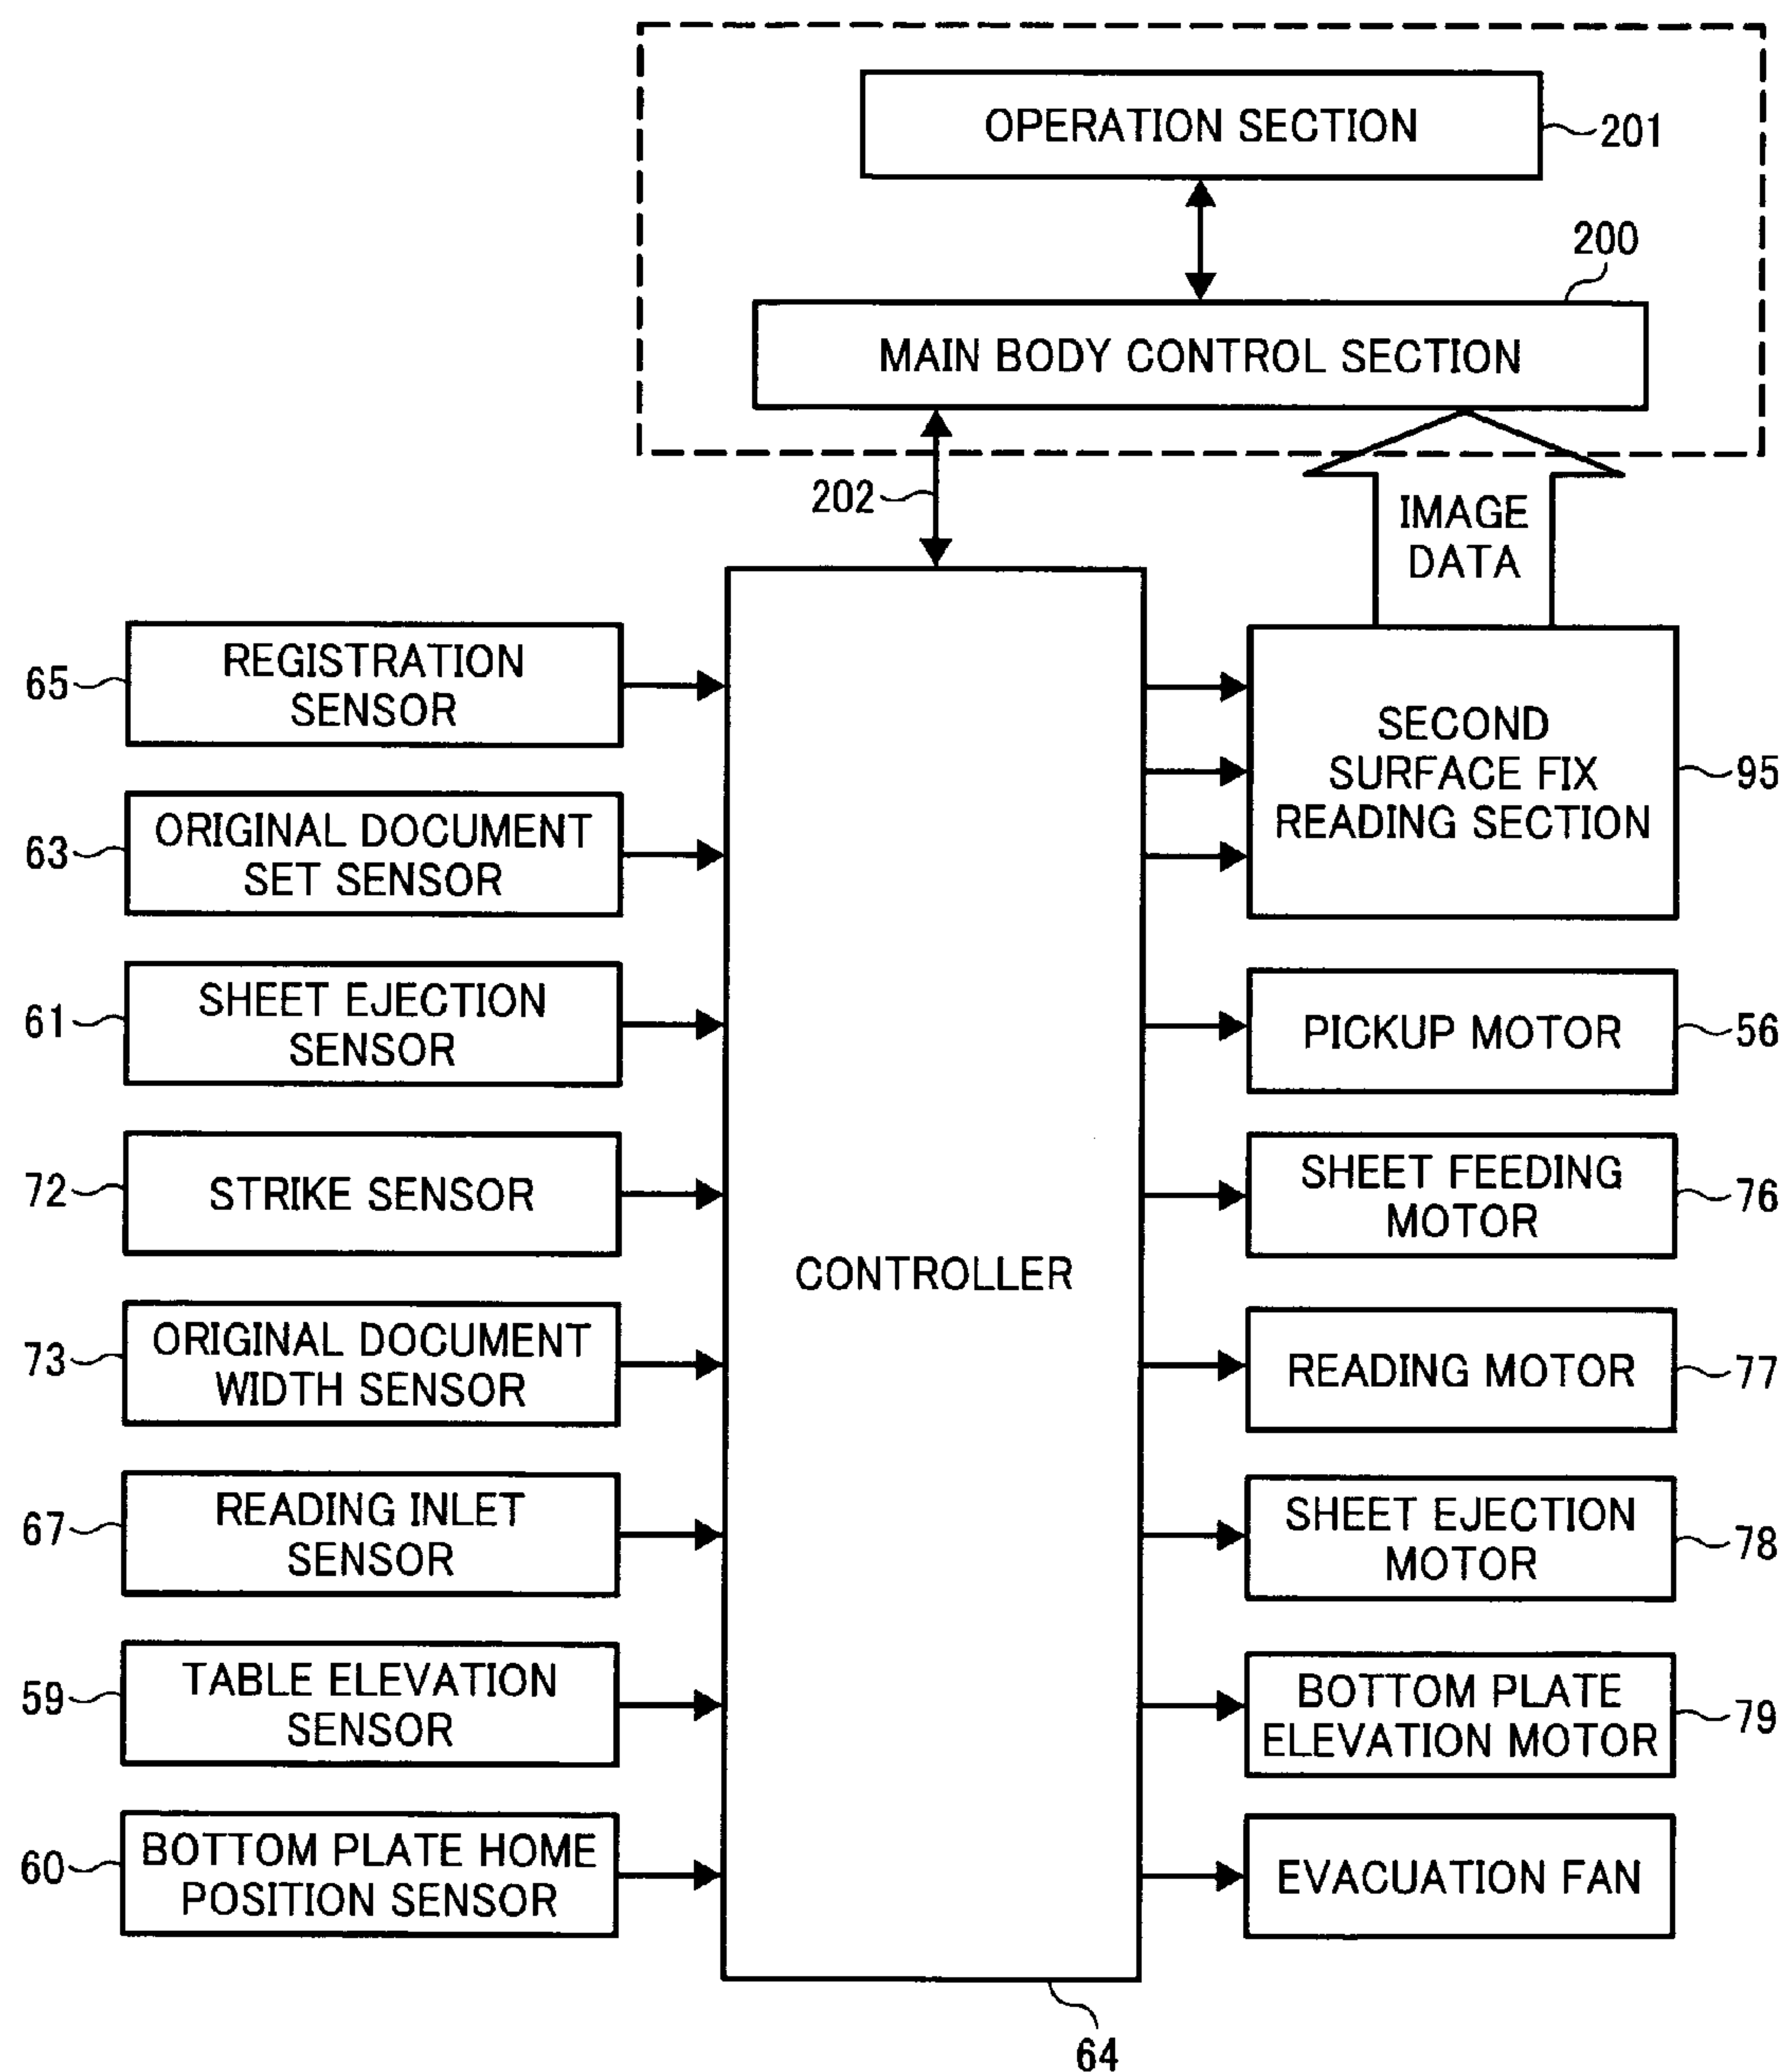 OPERATION SECTION
201
200
MAIN BODY CONTROL SECTION
202
IMAGE
DATA
65
REGISTRATION
SENSOR
63
ORIGINAL DOCUMENT
SET SENSOR
61
SHEET EJECTION
SENSOR
72
STRIKE SENSOR
73
ORIGINAL DOCUMENT
WIDTH SENSOR
67
READING INLET
SENSOR
59
TABLE ELEVATION
SENSOR
60
BOTTOM PLATE HOME
POSITION SENSOR
CONTROLLER
64
SECOND
SURFACE FIX
READING SECTION
95
PICKUP MOTOR
56
SHEET FEEDING
MOTOR
76
READING MOTOR
77
SHEET EJECTION
MOTOR
78
BOTTOM PLATE
ELEVATION MOTOR
79
EVACUATION FAN